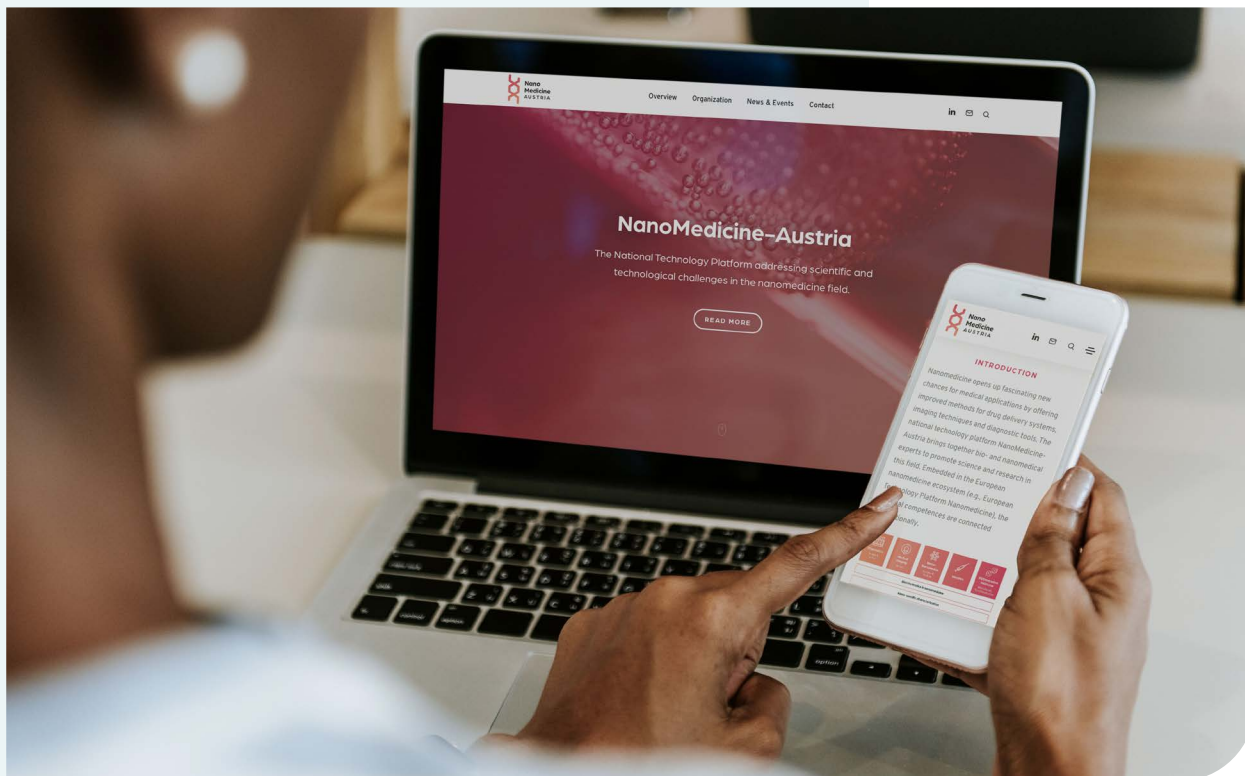 Nano
Medicine
AUSTRIA
Overview Organization News & Events Contact
in
NanoMedicine-Austria
The National Technology Platform addressing scientific and
technological challenges in the nanomedicine field.
READ MORE
Nano
Medicine
AUSTRIA
in
INTRODUCTION
Nanomedicine opens up fascinating new
chances for medical applications by offering
improved methods for drug delivery systems,
imaging techniques and diagnostic tools. The
national technology platform NanoMedicine-
Austria brings together bio- and nanomedical
experts to promote science and research in
this field. Embedded in the European
nanomedicine ecosystem (e.g., European
Technology Platform Nanomedicine), the
competences are connected
option